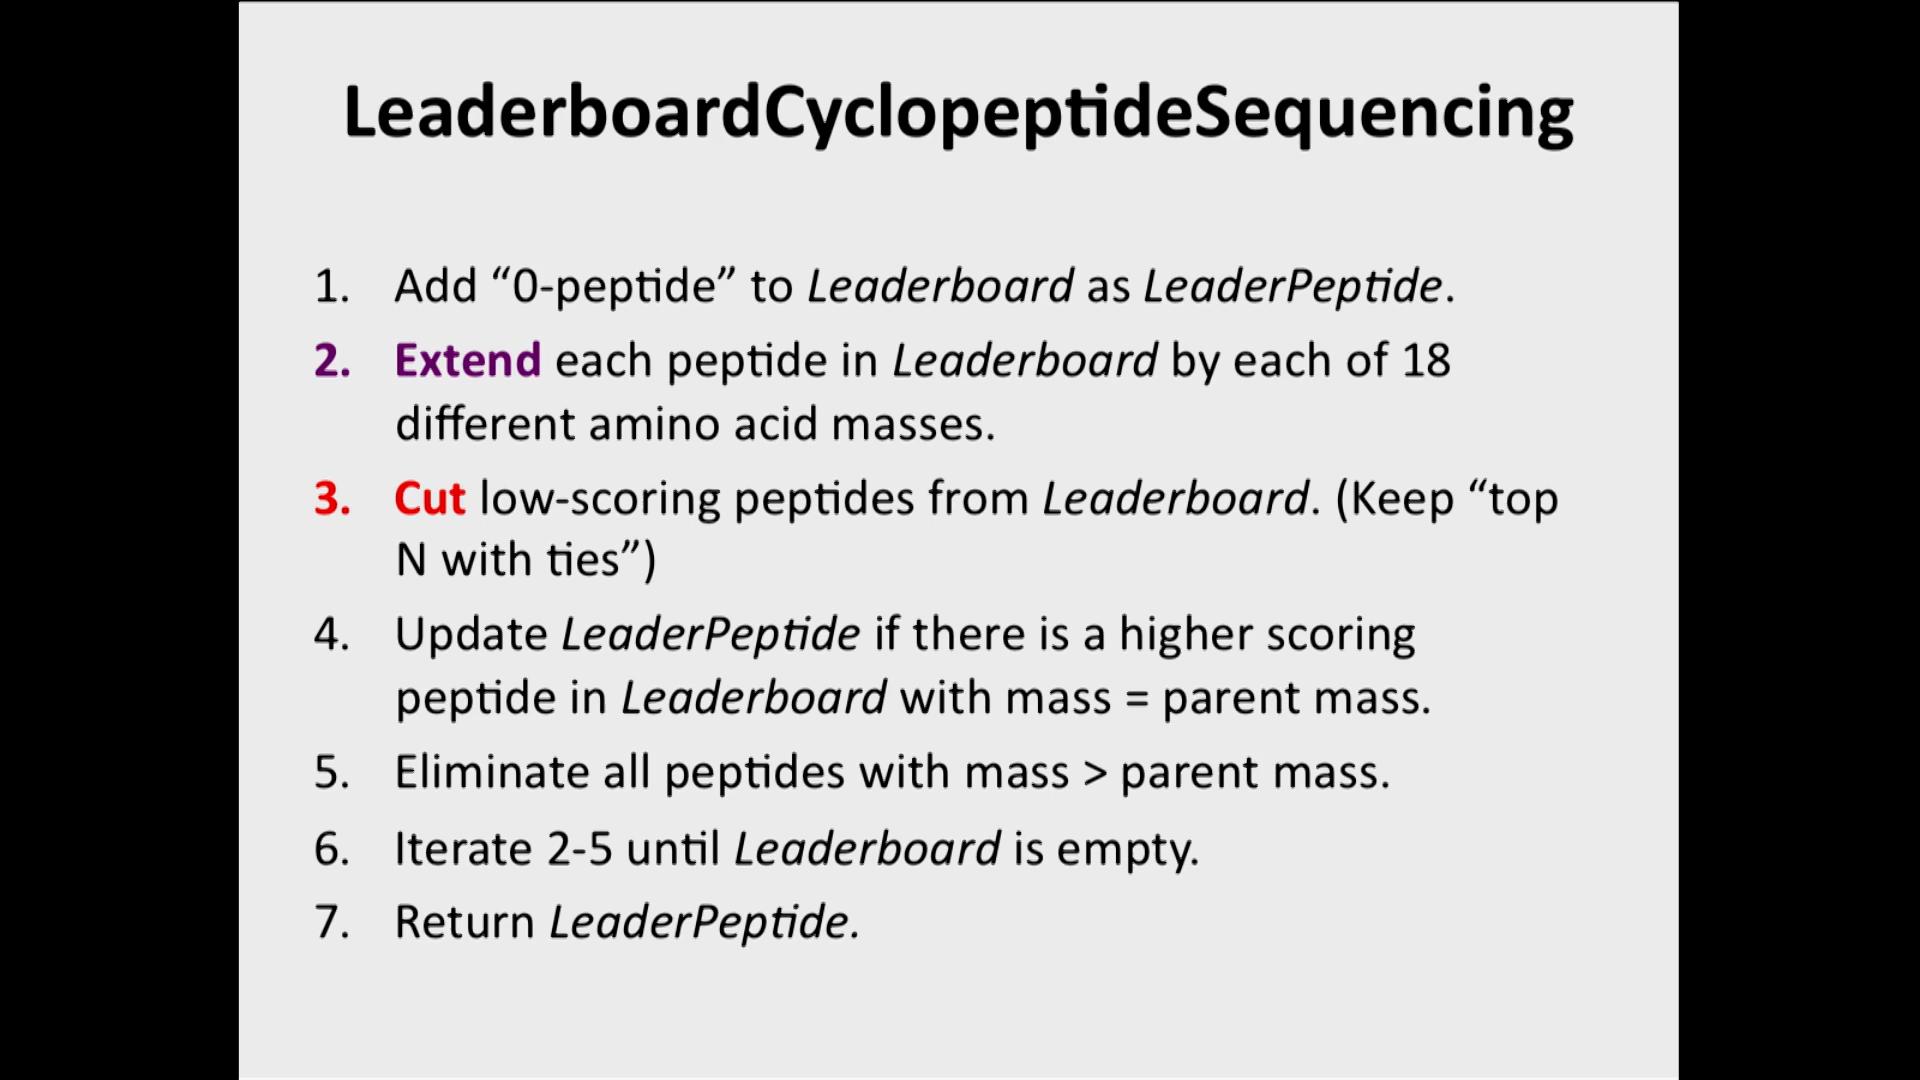 LeaderboardCyclopeptideSequencing
1. Add “0-peptide” to Leaderboard as LeaderPeptide.
2. Extend each peptide in Leaderboard by each of 18
different amino acid masses.
3. Cut low-scoring peptides from Leaderboard. (Keep “top
N with ties”)
4. Update LeaderPeptide if there is a higher scoring
peptide in Leaderboard with mass = parent mass.
5. Eliminate all peptides with mass > parent mass.
6. Iterate 2-5 until Leaderboard is empty.
7. Return LeaderPeptide.